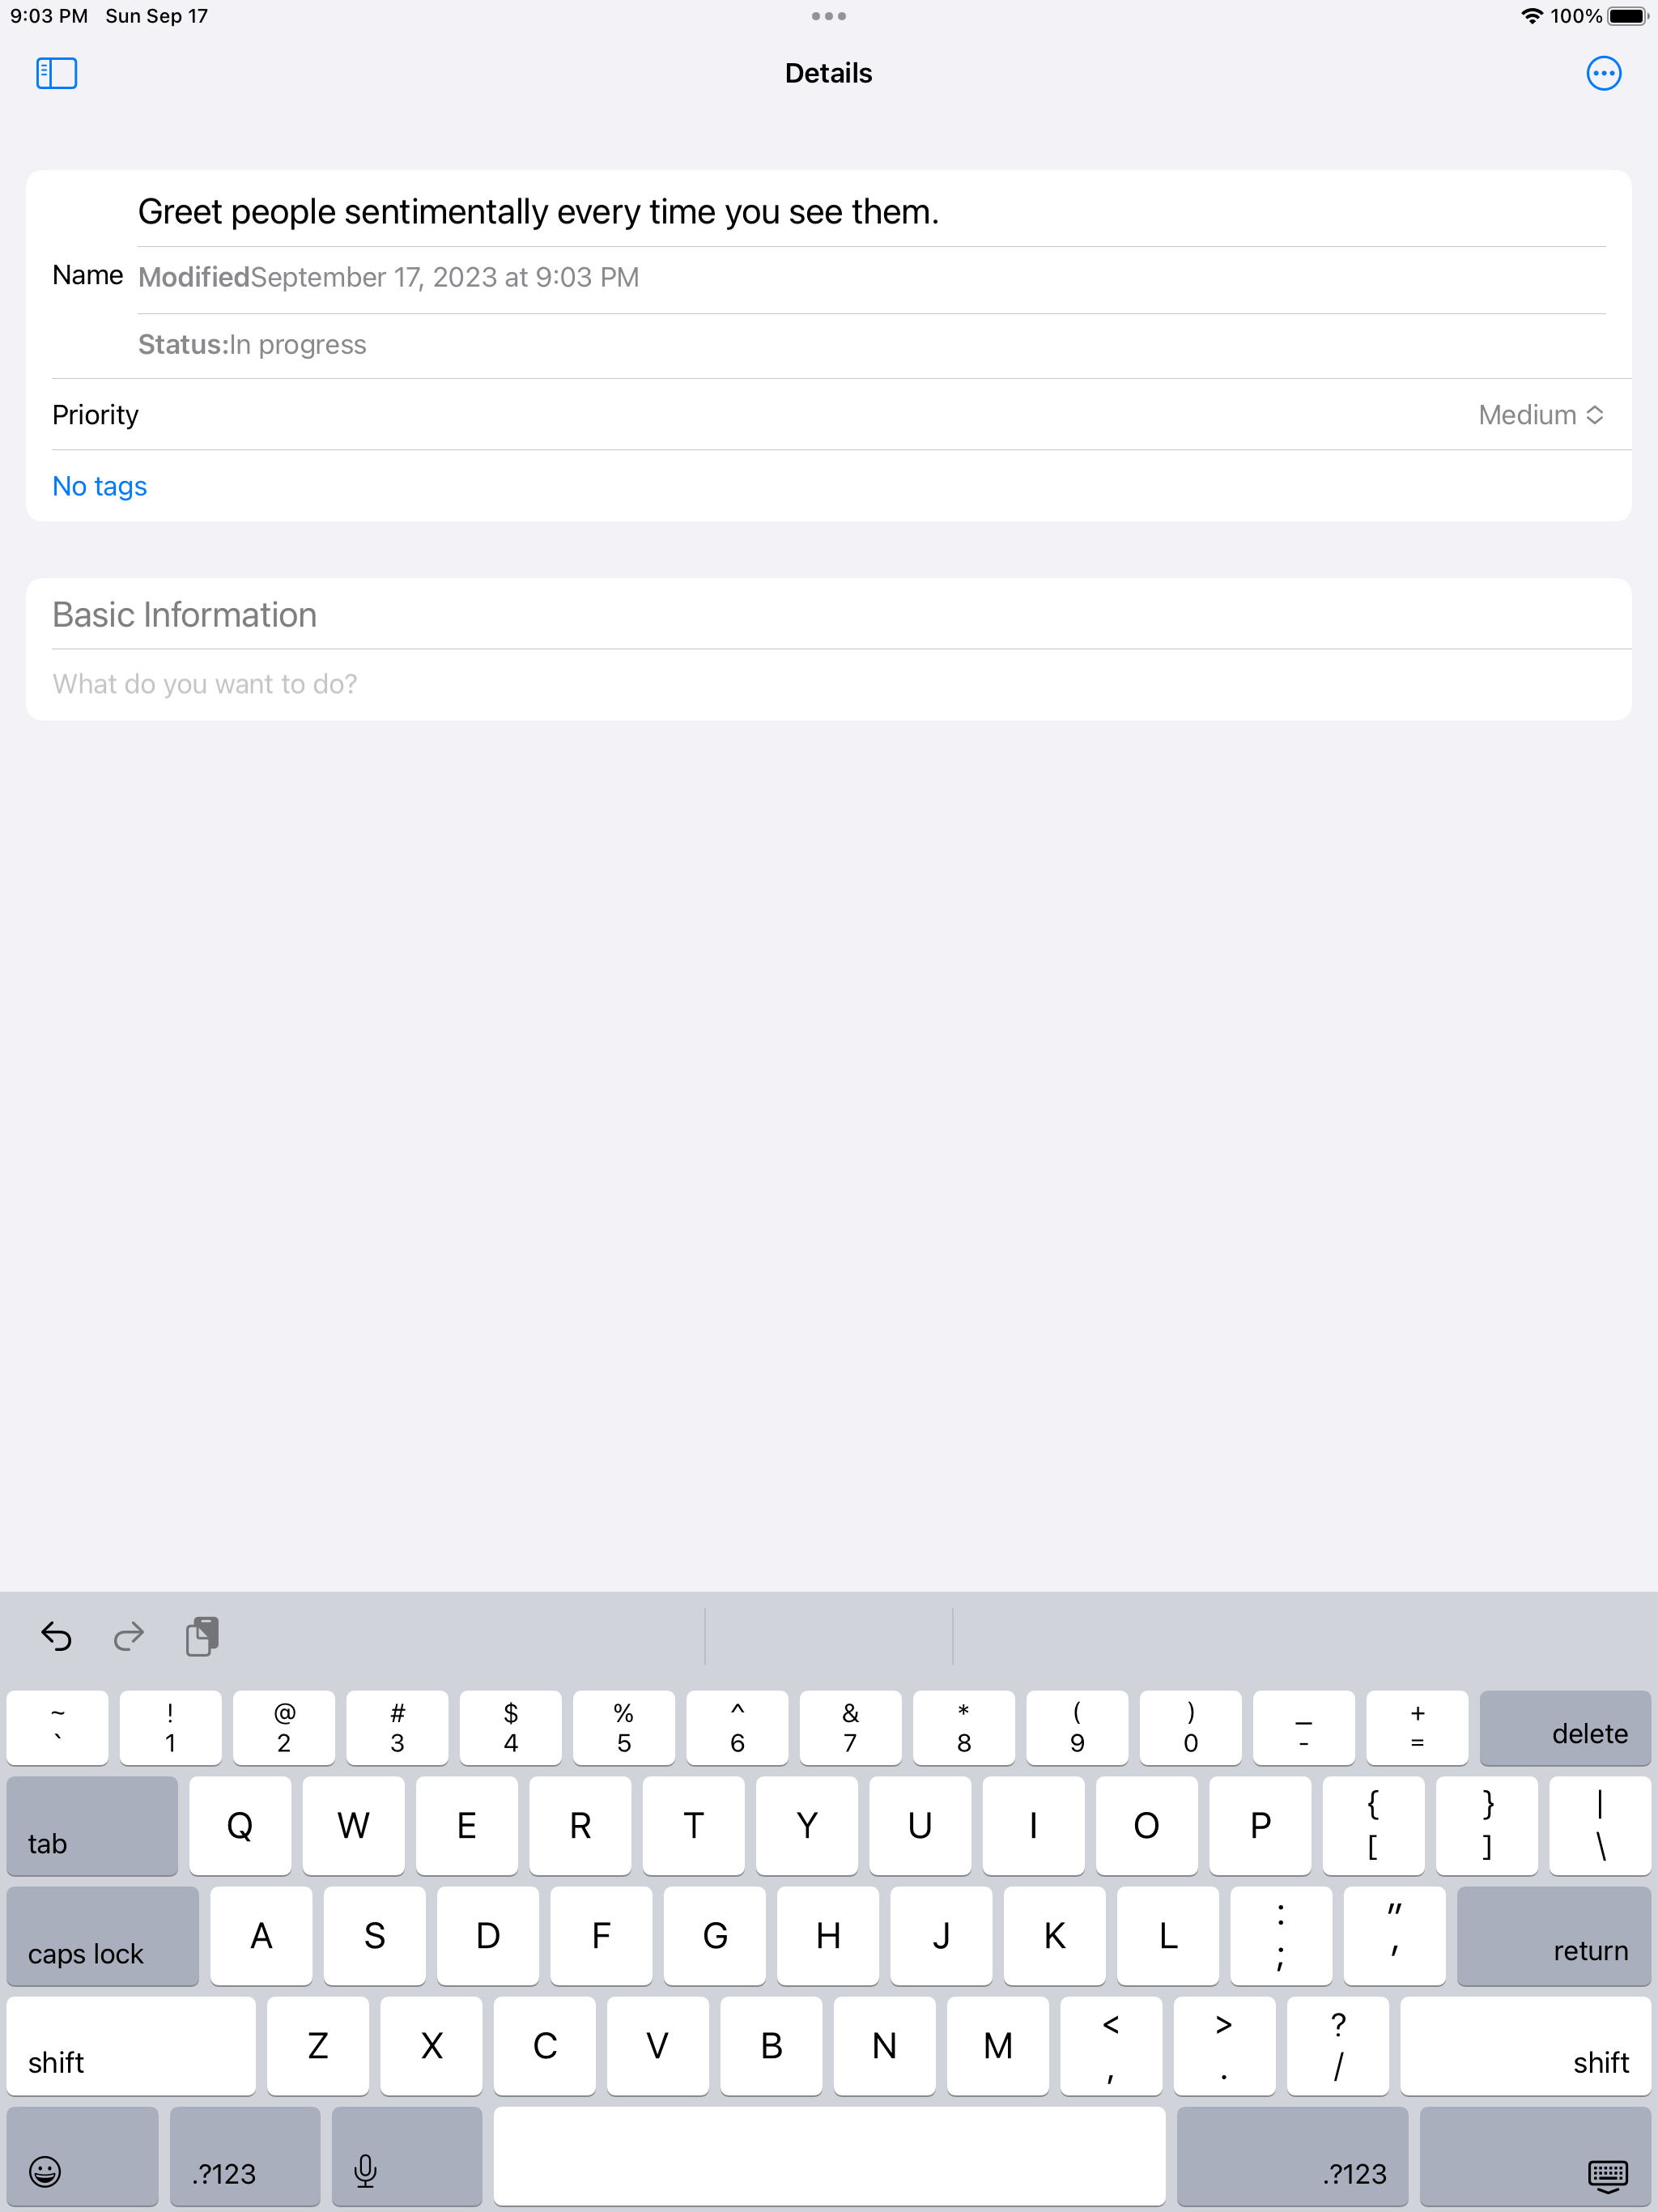 9:03 PM Sun Sep 17
100%
Details
Greet people sentimentally every time you see them.
Name
ModifiedSeptember 17, 2023 at 9:03 PM
Status:In progress
Priority
Medium
No tags
Basic Information
What do you want to do?
~ ! @ # $ % ^ & * ( ) _ +
` 1 2 3 4 5 6 7 8 9 0 - = delete
tab Q W E R T Y U I O P { [ } ] | \
caps lock A S D F G H J K L : ; " ' return
shift Z X C V B N M < , > . ? / shift
.?123 .?123